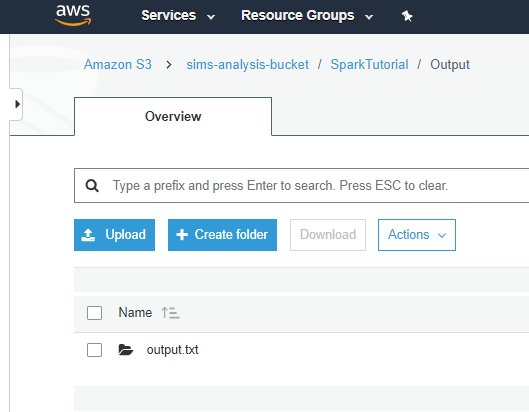 aws Services Resource Groups
Amazon S3 > sims-analysis-bucket / SparkTutorial / Output
Overview
Type a prefix and press Enter to search. Press ESC to clear.
Upload + Create folder Download Actions
Name
output.txt